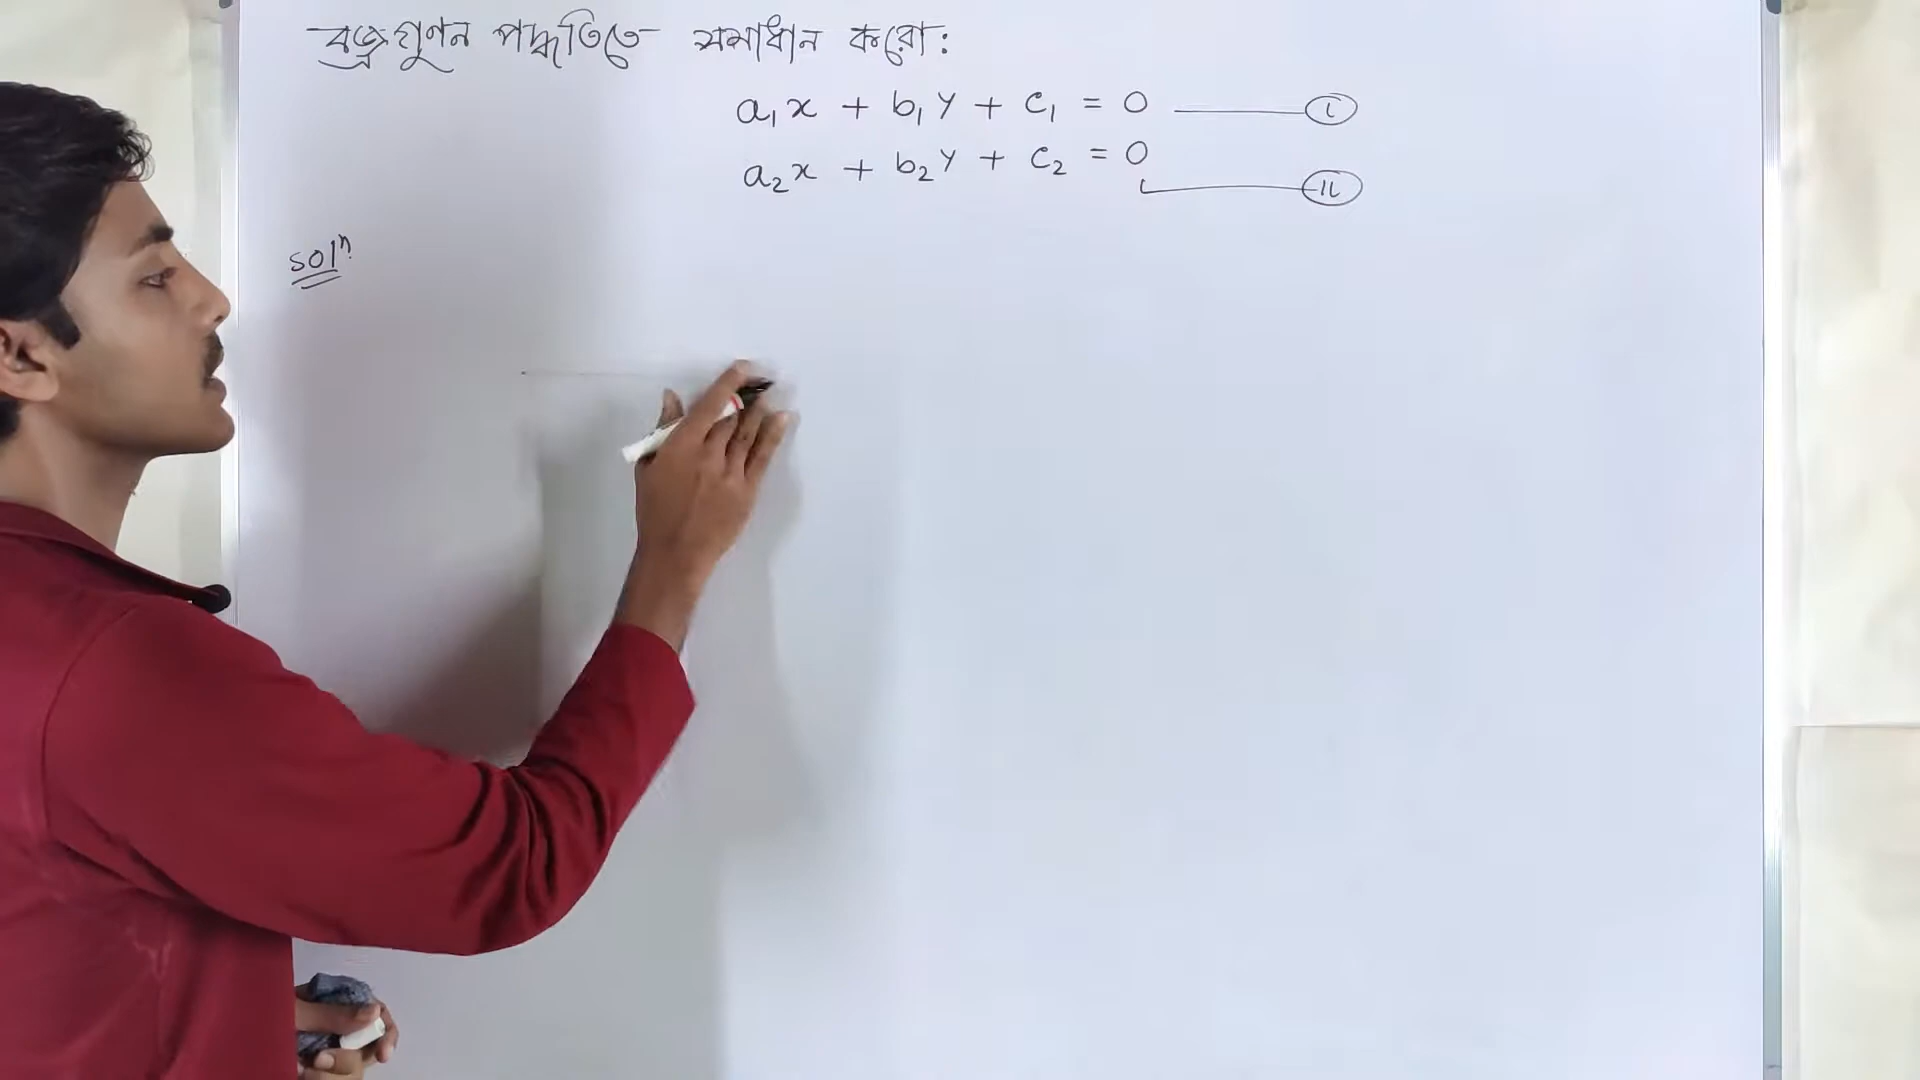 বজ্রগুণন পদ্ধতিতে সমাধান করো:
a₁x + b₁y + c₁ = 0 ——— (i)
a₂x + b₂y + c₂ = 0 ——— (ii)
solⁿ: